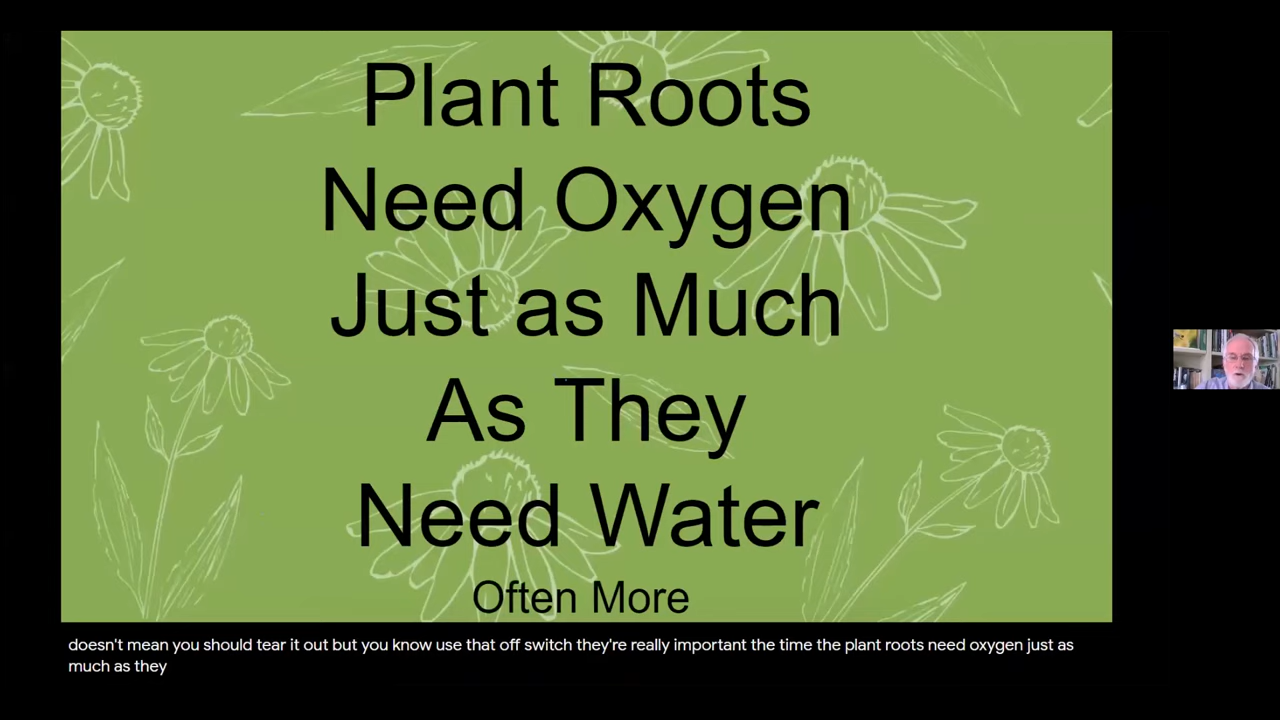 Plant Roots
Need Oxygen
Just as Much
As They
Need Water
Often More
doesn't mean you should tear it out but you know use that off switch they're really important the time the plant roots need oxygen just as
much as they